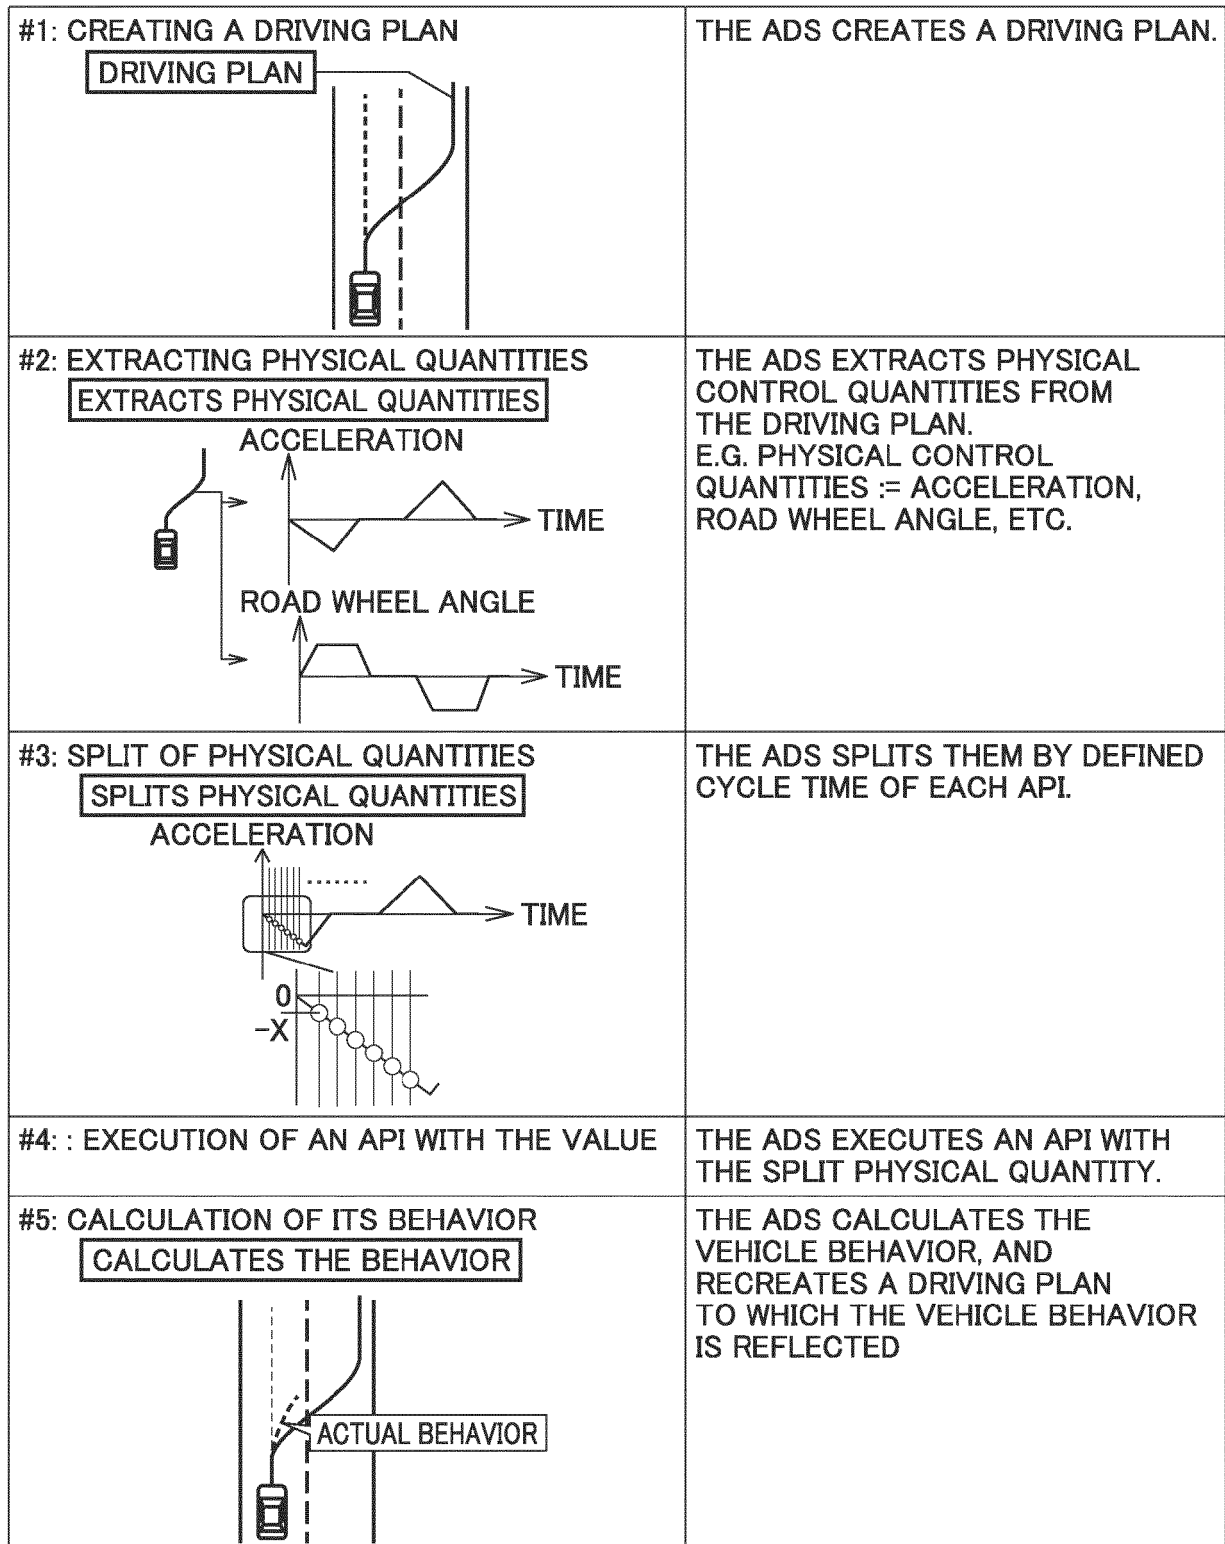 #1: CREATING A DRIVING PLAN
DRIVING PLAN
THE ADS CREATES A DRIVING PLAN.
#2: EXTRACTING PHYSICAL QUANTITIES
EXTRACTS PHYSICAL QUANTITIES
ACCELERATION
TIME
ROAD WHEEL ANGLE
TIME
THE ADS EXTRACTS PHYSICAL
CONTROL QUANTITIES FROM
THE DRIVING PLAN.
E.G. PHYSICAL CONTROL
QUANTITIES := ACCELERATION,
ROAD WHEEL ANGLE, ETC.
#3: SPLIT OF PHYSICAL QUANTITIES
SPLITS PHYSICAL QUANTITIES
ACCELERATION
TIME
0
-X
THE ADS SPLITS THEM BY DEFINED
CYCLE TIME OF EACH API.
#4: : EXECUTION OF AN API WITH THE VALUE
THE ADS EXECUTES AN API WITH
THE SPLIT PHYSICAL QUANTITY.
#5: CALCULATION OF ITS BEHAVIOR
CALCULATES THE BEHAVIOR
ACTUAL BEHAVIOR
THE ADS CALCULATES THE
VEHICLE BEHAVIOR, AND
RECREATES A DRIVING PLAN
TO WHICH THE VEHICLE BEHAVIOR
IS REFLECTED